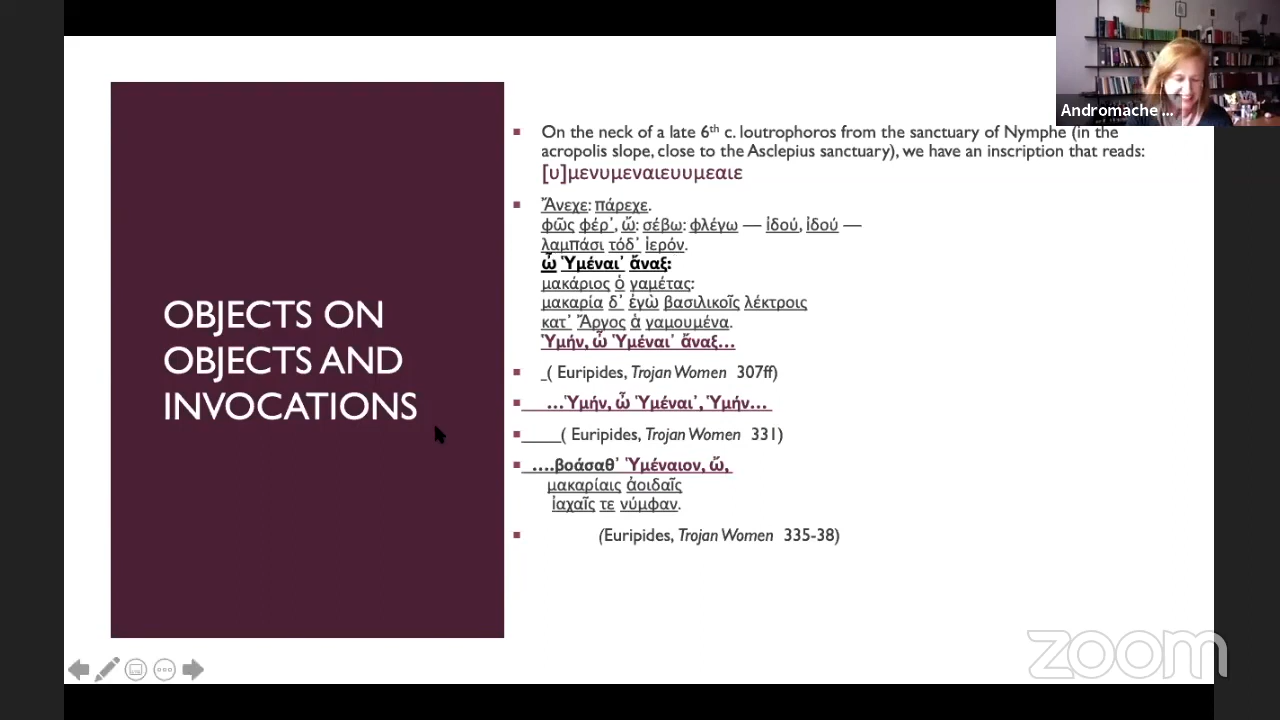 OBJECTS ON
OBJECTS AND
INVOCATIONS
On the neck of a late 6th c. loutrophoros from the sanctuary of Nymphe (in the
acropolis slope, close to the Asclepius sanctuary), we have an inscription that reads:
[υ]μενυμεναιευυμεαιε
Ἄνεχε: πάρεχε.
φῶς φέρ᾽, ὤ: σέβω: φλέγω — ἰδού, ἰδού —
λαμπάσι τόδ᾽ ἱερόν.
ὦ Ὑμέναι᾽ ἄναξ:
μακάριος ὁ γαμέτας:
μακαρία δ᾽ ἐγὼ βασιλικοῖς λέκτροις
κατ᾽ Ἄργος ἁ γαμουμένα.
Ὑμήν, ὦ Ὑμέναι᾽ ἄναξ…
_( Euripides, Trojan Women 307ff)
…Ὑμήν, ὦ Ὑμέναι᾽, Ὑμήν…
____( Euripides, Trojan Women 331)
….βοάσαθ᾽ Ὑμέναιον, ὤ,
μακαρίαις ἀοιδαῖς
ἰαχαῖς τε νύμφαν.
(Euripides, Trojan Women 335-38)
Andromache ...
zoom